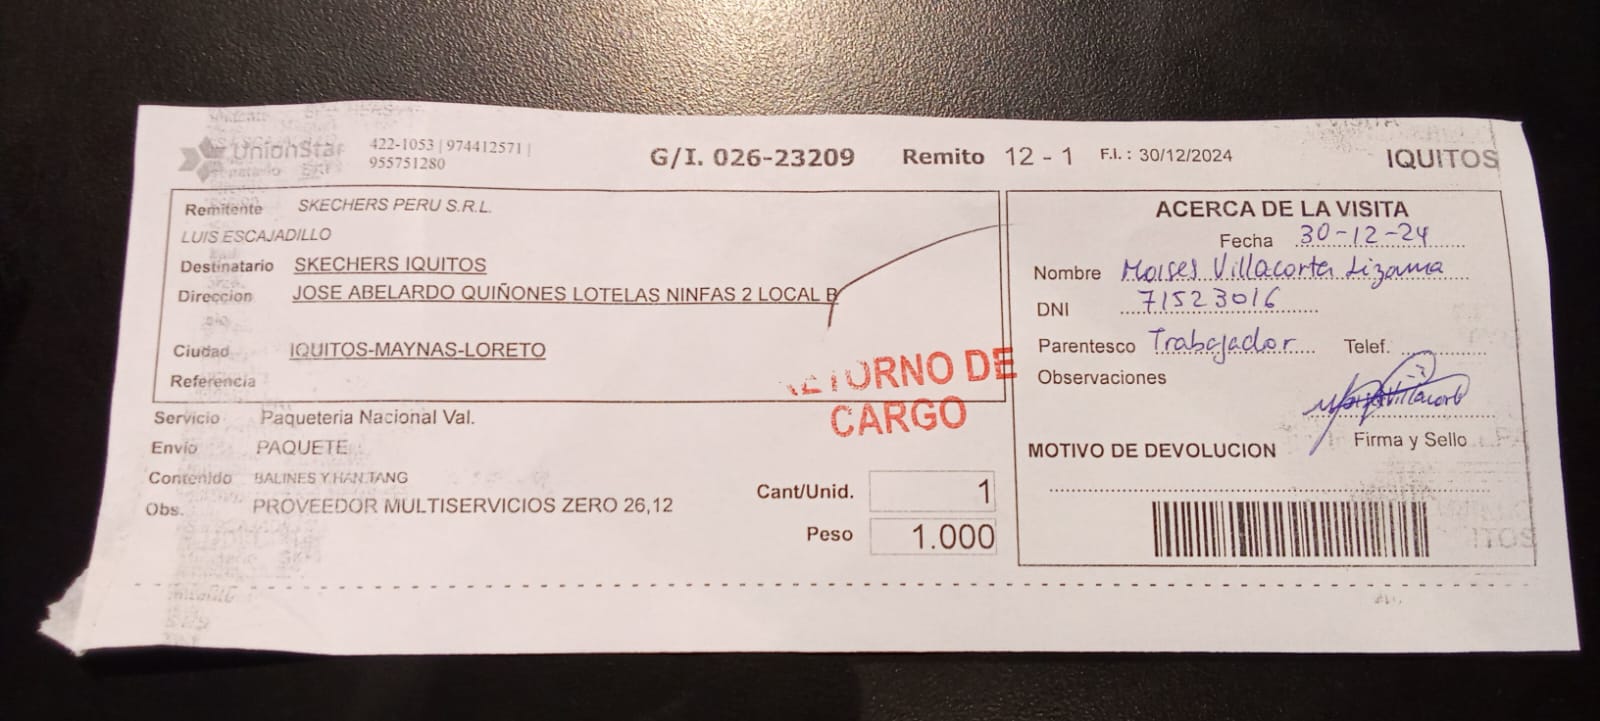 UnionStar
422-1053 | 974412571 |
955751280
G/I. 026-23209 Remito 12 - 1 F.I. : 30/12/2024 IQUITOS
Remitente SKECHERS PERU S.R.L.
LUIS ESCAJADILLO
Destinatario SKECHERS IQUITOS
Direccion JOSE ABELARDO QUIÑONES LOTELAS NINFAS 2 LOCAL B
Ciudad IQUITOS-MAYNAS-LORETO
Referencia
RETORNO DE
CARGO
Servicio Paqueteria Nacional Val.
Envio PAQUETE
Contenido BALINES Y HAN TANG
Obs. PROVEEDOR MULTISERVICIOS ZERO 26,12
Cant/Unid. 1
Peso 1.000
ACERCA DE LA VISITA
Fecha 30-12-24
Nombre Moises Villacorta Lizama
DNI 71523016
Parentesco Trabajador Telef.
Observaciones
Firma y Sello
MOTIVO DE DEVOLUCION